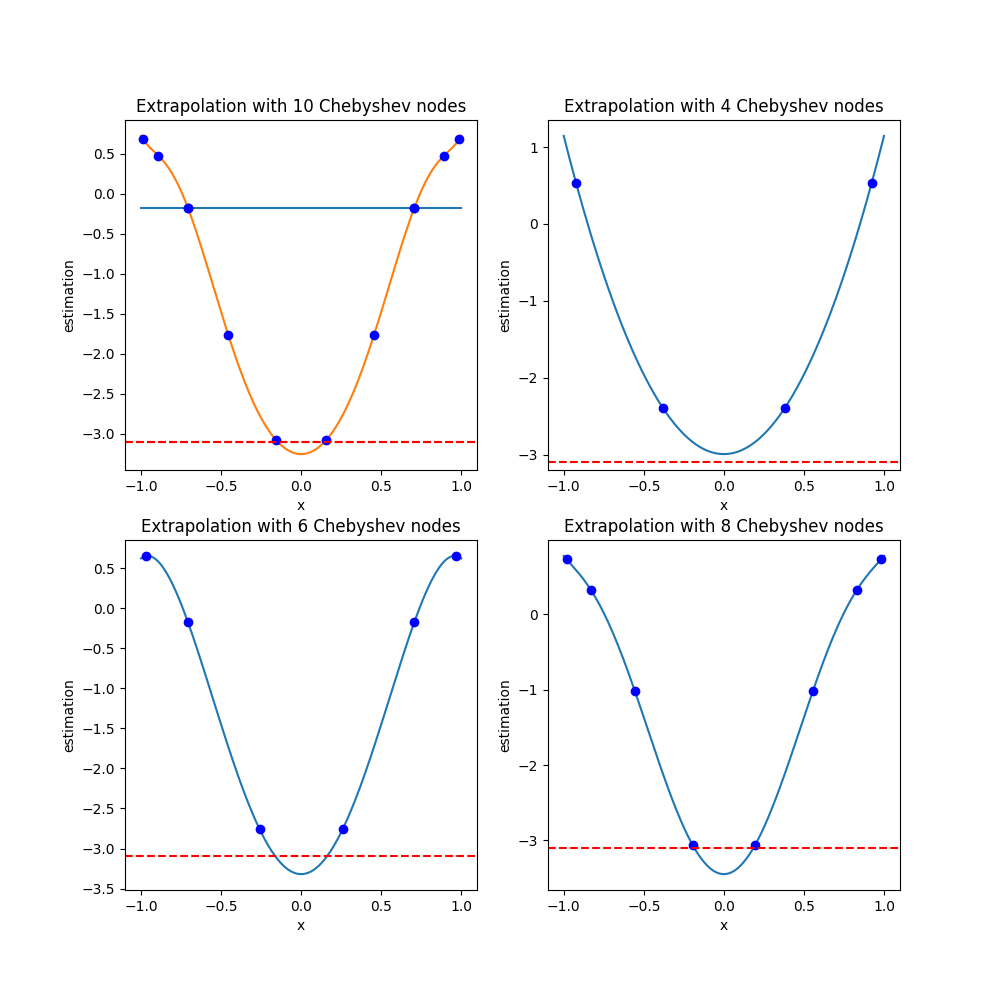 Extrapolation with 10 Chebyshev nodes
0.5
0.0
−0.5
−1.0
−1.5
−2.0
−2.5
−3.0
estimation
−1.0 −0.5 0.0 0.5 1.0
x
Extrapolation with 4 Chebyshev nodes
1
0
−1
−2
−3
estimation
−1.0 −0.5 0.0 0.5 1.0
x
Extrapolation with 6 Chebyshev nodes
0.5
0.0
−0.5
−1.0
−1.5
−2.0
−2.5
−3.0
−3.5
estimation
−1.0 −0.5 0.0 0.5 1.0
x
Extrapolation with 8 Chebyshev nodes
0
−1
−2
−3
estimation
−1.0 −0.5 0.0 0.5 1.0
x